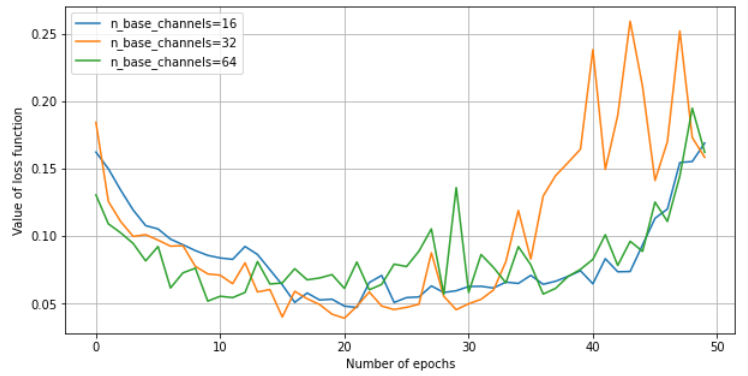 n_base_channels=16
n_base_channels=32
n_base_channels=64
0.25
0.20
0.15
0.10
0.05
Value of loss function
0 10 20 30 40 50
Number of epochs